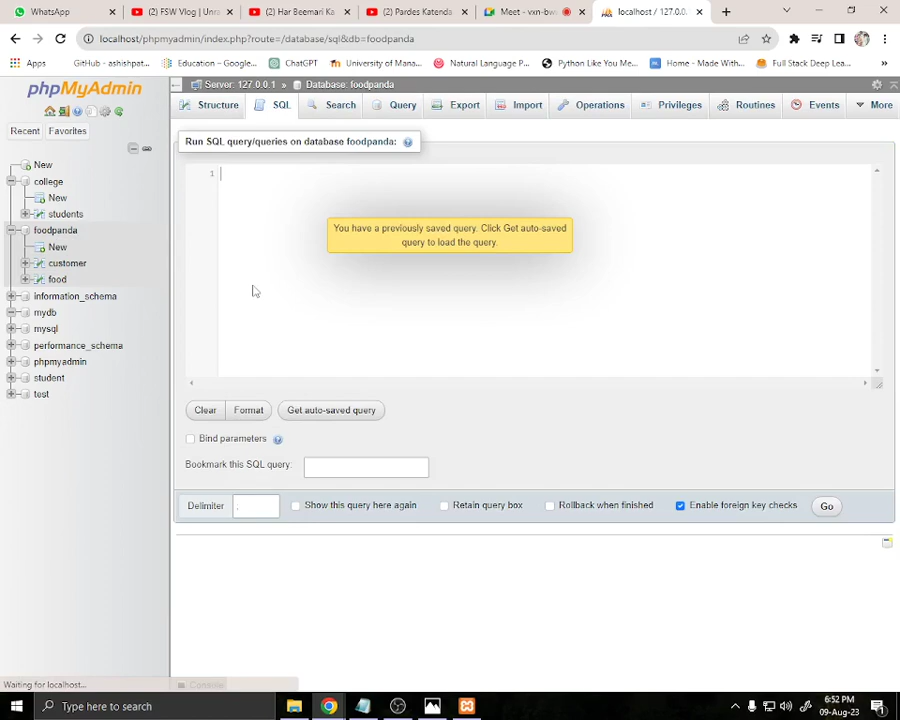 WhatsApp
(2) FSW Vlog | Unra
(2) Har Beemari K
(2) Pardes Katenda
Meet - vxn-bw
localhost / 127.0.0.
localhost/phpmyadmin/index.php?route=/database/sql&db=foodpanda
Apps
GitHub - ashishpat...
ChatGPT
University of Manag...
Natural Language P...
Python Like You Me...
Home - Made With...
Full Stack Deep Lea...
»
phpMyAdmin
Recent
Favorites
New
college
New
students
foodpanda
New
customer
food
information_schema
mydb
mysql
performance_schema
phpmyadmin
student
test
Server: 127.0.0.1 » Database: foodpanda
Structure
SQL
Search
Query
Export
Import
Operations
Privileges
Routines
Events
More
Run SQL query/queries on database foodpanda:
1
You have a previously saved query. Click Get auto-saved
query to load the query.
Clear
Format
Get auto-saved query
Bind parameters
Bookmark this SQL query:
Delimiter
;
Show this query here again
Retain query box
Rollback when finished
Enable foreign key checks
Go
Waiting for localhost...
Console
Type here to search
6:52 PM
09-Aug-23
1